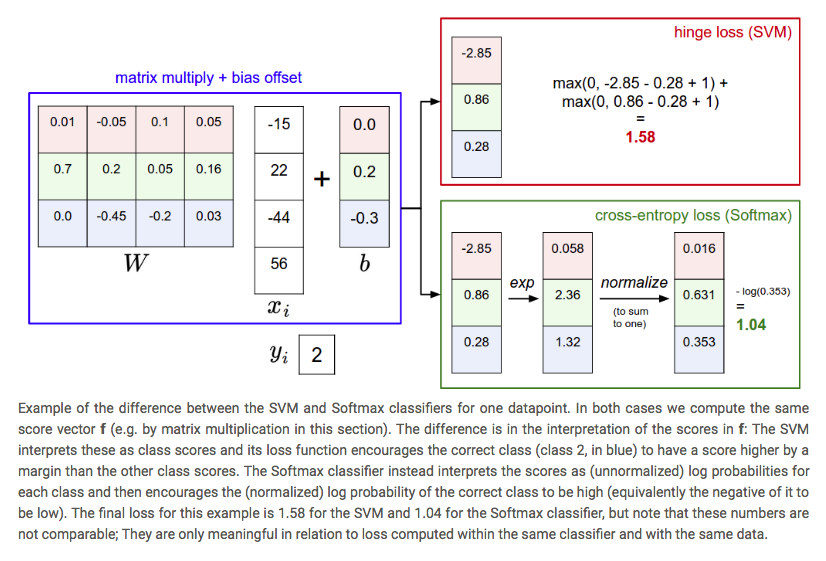 hinge loss (SVM)
matrix multiply + bias offset
0.01 -0.05 0.1 0.05
0.7 0.2 0.05 0.16
0.0 -0.45 -0.2 0.03
W
-15
22
-44
56
x_i
+
0.0
0.2
-0.3
b
y_i 2
-2.85
0.86
0.28
max(0, -2.85 - 0.28 + 1) +
max(0, 0.86 - 0.28 + 1)
=
1.58
cross-entropy loss (Softmax)
-2.85
0.86
0.28
exp
0.058
2.36
1.32
normalize
(to sum
to one)
0.016
0.631
0.353
- log(0.353)
=
1.04
Example of the difference between the SVM and Softmax classifiers for one datapoint. In both cases we compute the same
score vector f (e.g. by matrix multiplication in this section). The difference is in the interpretation of the scores in f: The SVM
interprets these as class scores and its loss function encourages the correct class (class 2, in blue) to have a score higher by a
margin than the other class scores. The Softmax classifier instead interprets the scores as (unnormalized) log probabilities for
each class and then encourages the (normalized) log probability of the correct class to be high (equivalently the negative of it to
be low). The final loss for this example is 1.58 for the SVM and 1.04 for the Softmax classifier, but note that these numbers are
not comparable; They are only meaningful in relation to loss computed within the same classifier and with the same data.